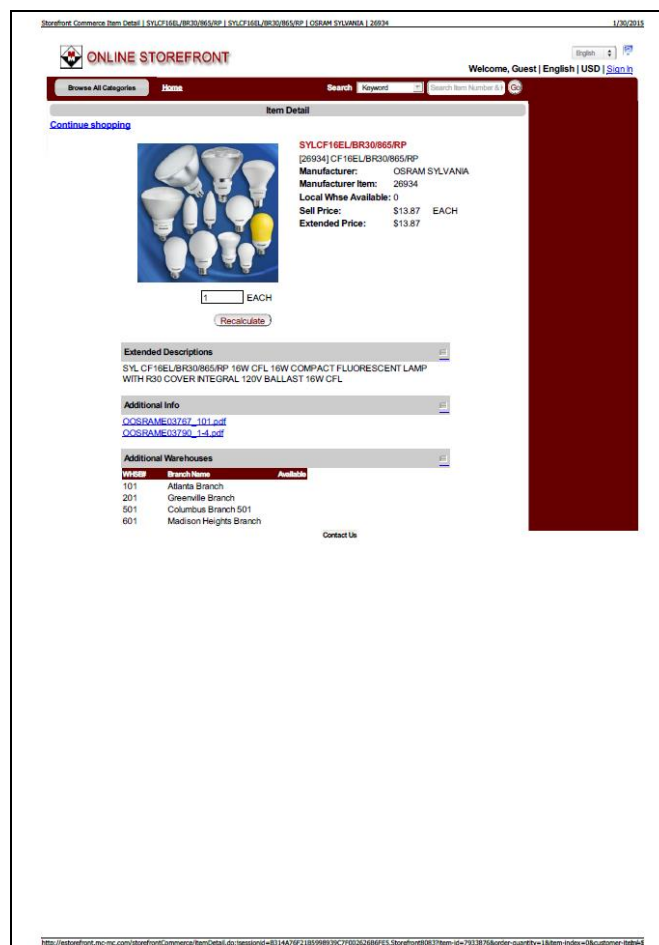 Storefront Commerce Item Detail | SYLCF16EL/BR30/865/RP | SYLCF16EL/BR30/865/RP | OSRAM SYLVANIA | 26934 1/30/2015
ONLINE STOREFRONT
English
Welcome, Guest | English | USD | Sign In
Browse All Categories Home Search Keyword Search Item Number & Go
Item Detail
Continue shopping
SYLCF16EL/BR30/865/RP
[26934] CF16EL/BR30/865/RP
Manufacturer: OSRAM SYLVANIA
Manufacturer Item: 26934
Local Whse Available: 0
Sell Price: $13.87 EACH
Extended Price: $13.87
1 EACH
Recalculate
Extended Descriptions
SYL CF16EL/BR30/865/RP 16W CFL 16W COMPACT FLUORESCENT LAMP
WITH R30 COVER INTEGRAL 120V BALLAST 16W CFL
Additional Info
OOSRAME03767_101.pdf
OOSRAME03790_1-4.pdf
Additional Warehouses
WHSE# Branch Name Available
101 Atlanta Branch
201 Greenville Branch
501 Columbus Branch 501
601 Madison Heights Branch
Contact Us